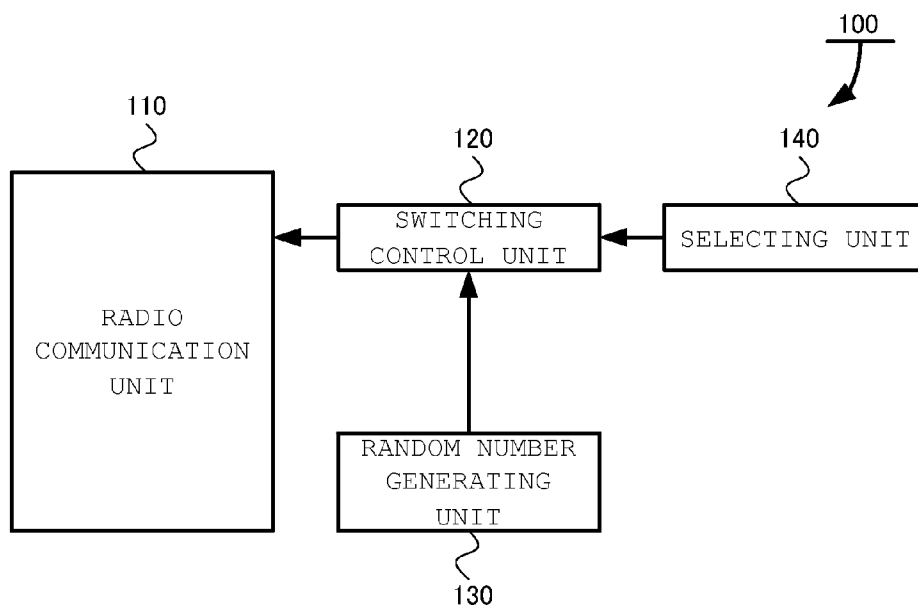 100
110
120
140
SWITCHING
CONTROL UNIT
SELECTING UNIT
RADIO
COMMUNICATION
UNIT
RANDOM NUMBER
GENERATING
UNIT
130